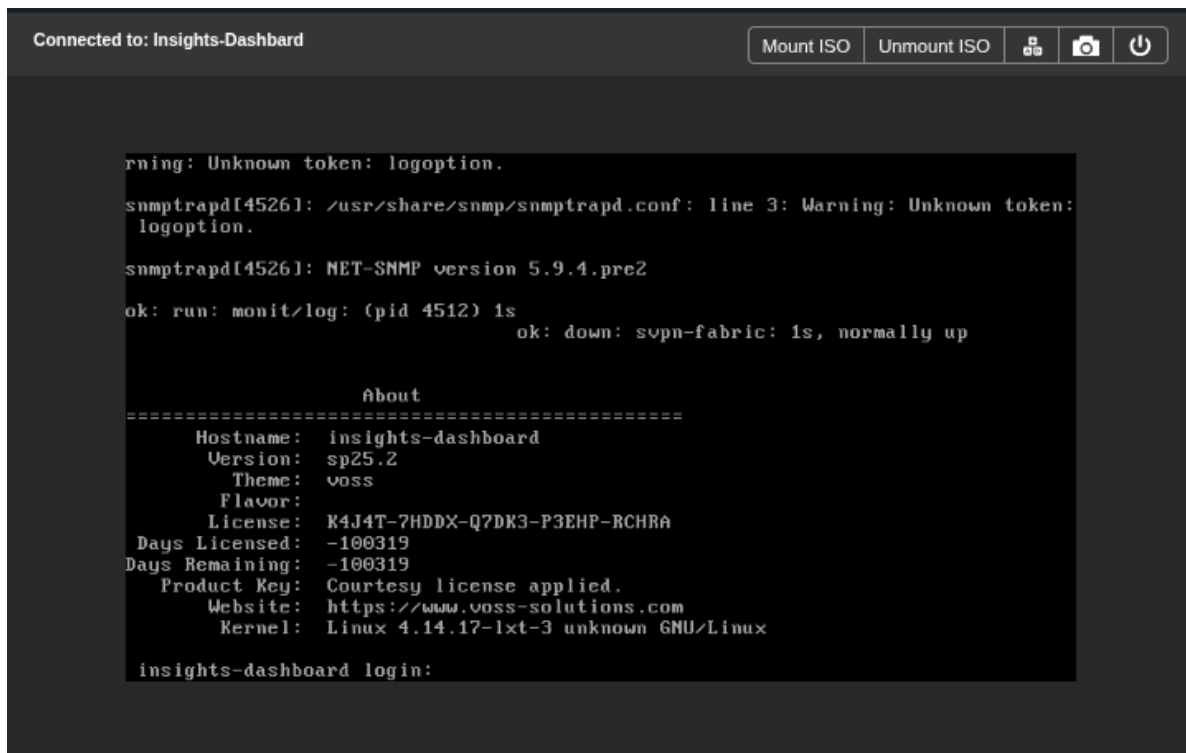 Connected to: Insights-Dashbard
Mount ISO
Unmount ISO
rning: Unknown token: logoption.
snmptrapd[4526]: /usr/share/snmp/snmptrapd.conf: line 3: Warning: Unknown token:
logoption.
snmptrapd[4526]: NET-SNMP version 5.9.4.pre2
ok: run: monit/log: (pid 4512) 1s
ok: down: svpn-fabric: 1s, normally up
About
===============================================
Hostname: insights-dashboard
Version: sp25.2
Theme: voss
Flavor:
License: K4J4T-7HDDX-Q7DK3-P3EHP-RCHRA
Days Licensed: -100319
Days Remaining: -100319
Product Key: Courtesy license applied.
Website: https://www.voss-solutions.com
Kernel: Linux 4.14.17-lxt-3 unknown GNU/Linux
insights-dashboard login: